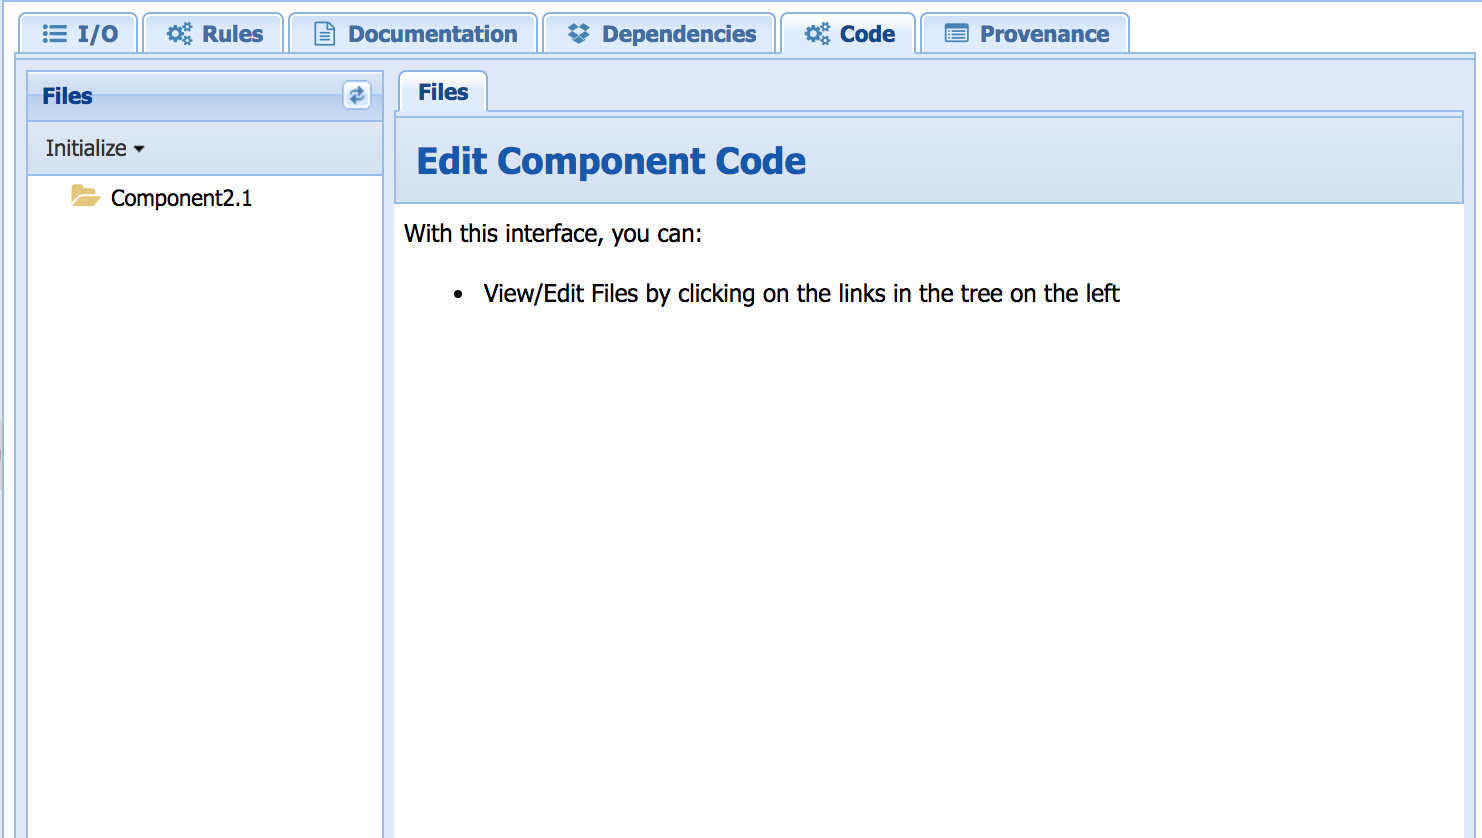 I/O Rules Documentation Dependencies Code Provenance
Files
Initialize
Component2.1
Files
Edit Component Code
With this interface, you can:
• View/Edit Files by clicking on the links in the tree on the left